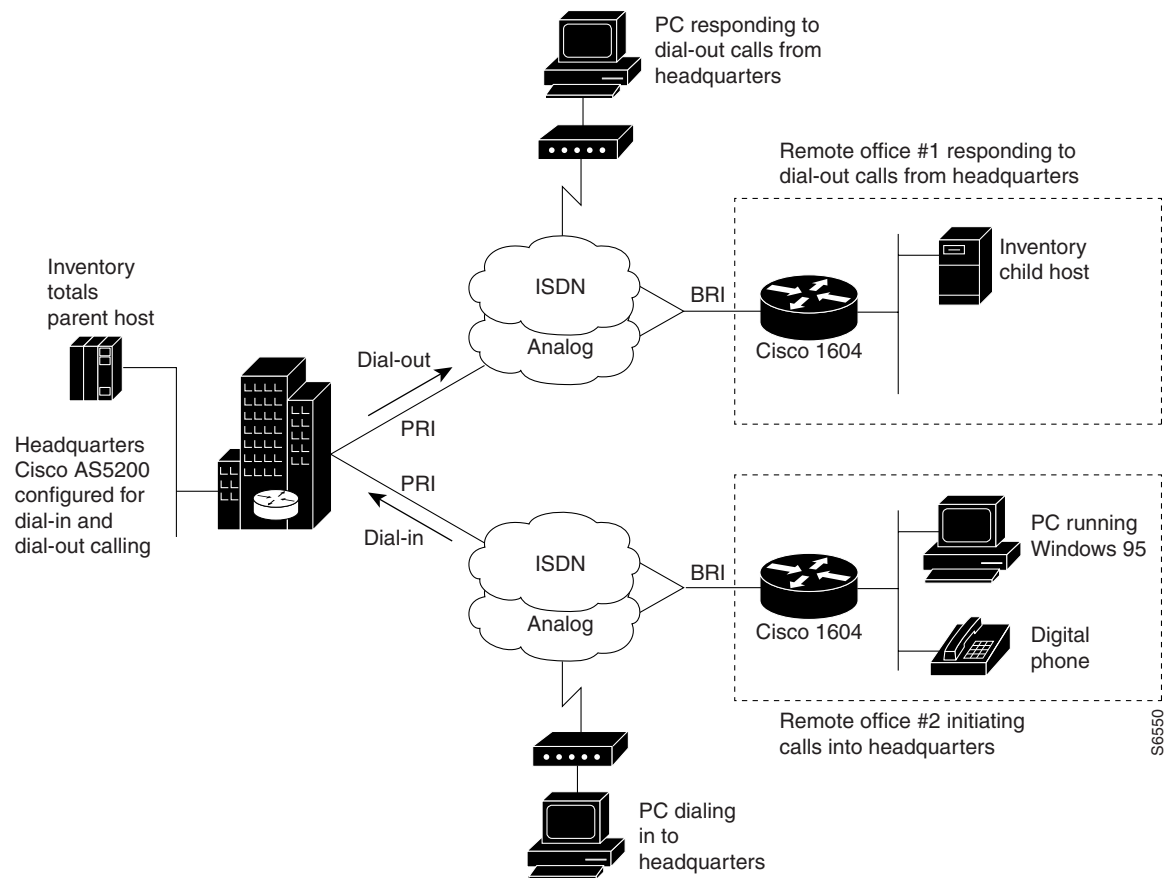 PC responding to
dial-out calls from
headquarters
Remote office #1 responding to
dial-out calls from headquarters
Inventory
totals
parent host
ISDN
Analog
BRI
Cisco 1604
Inventory
child host
Dial-out
PRI
Headquarters
Cisco AS5200
configured for
dial-in and
dial-out calling
PRI
Dial-in
ISDN
Analog
BRI
Cisco 1604
PC running
Windows 95
Digital
phone
Remote office #2 initiating
calls into headquarters
S6550
PC dialing
in to
headquarters